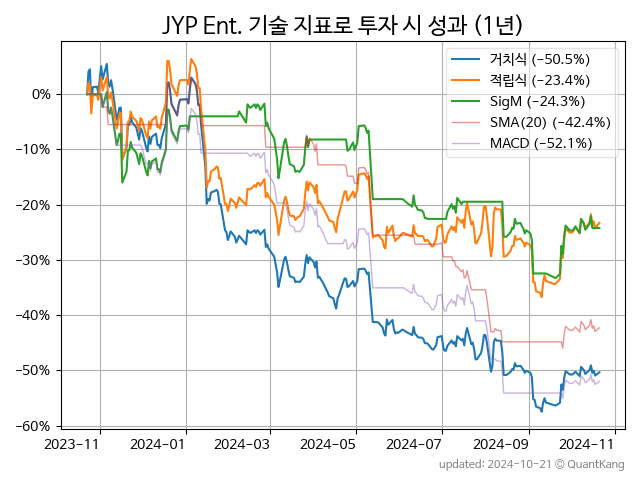 JYP Ent. 기술 지표로 투자 시 성과 (1년)
거치식 (−50.5%)
적립식 (−23.4%)
SigM (−24.3%)
SMA(20) (−42.4%)
MACD (−52.1%)
0%
−10%
−20%
−30%
−40%
−50%
−60%
2023-11 2024-01 2024-03 2024-05 2024-07 2024-09 2024-11
updated: 2024-10-21 © QuantKang